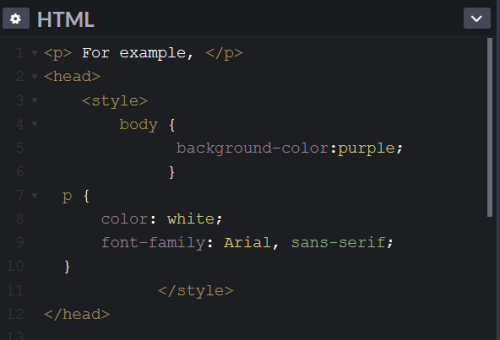 HTML
1 <p> For example, </p>
2 <head>
3 <style>
4 body {
5 background-color:purple;
6 }
7 p {
8 color: white;
9 font-family: Arial, sans-serif;
10 }
11 </style>
12 </head>
13